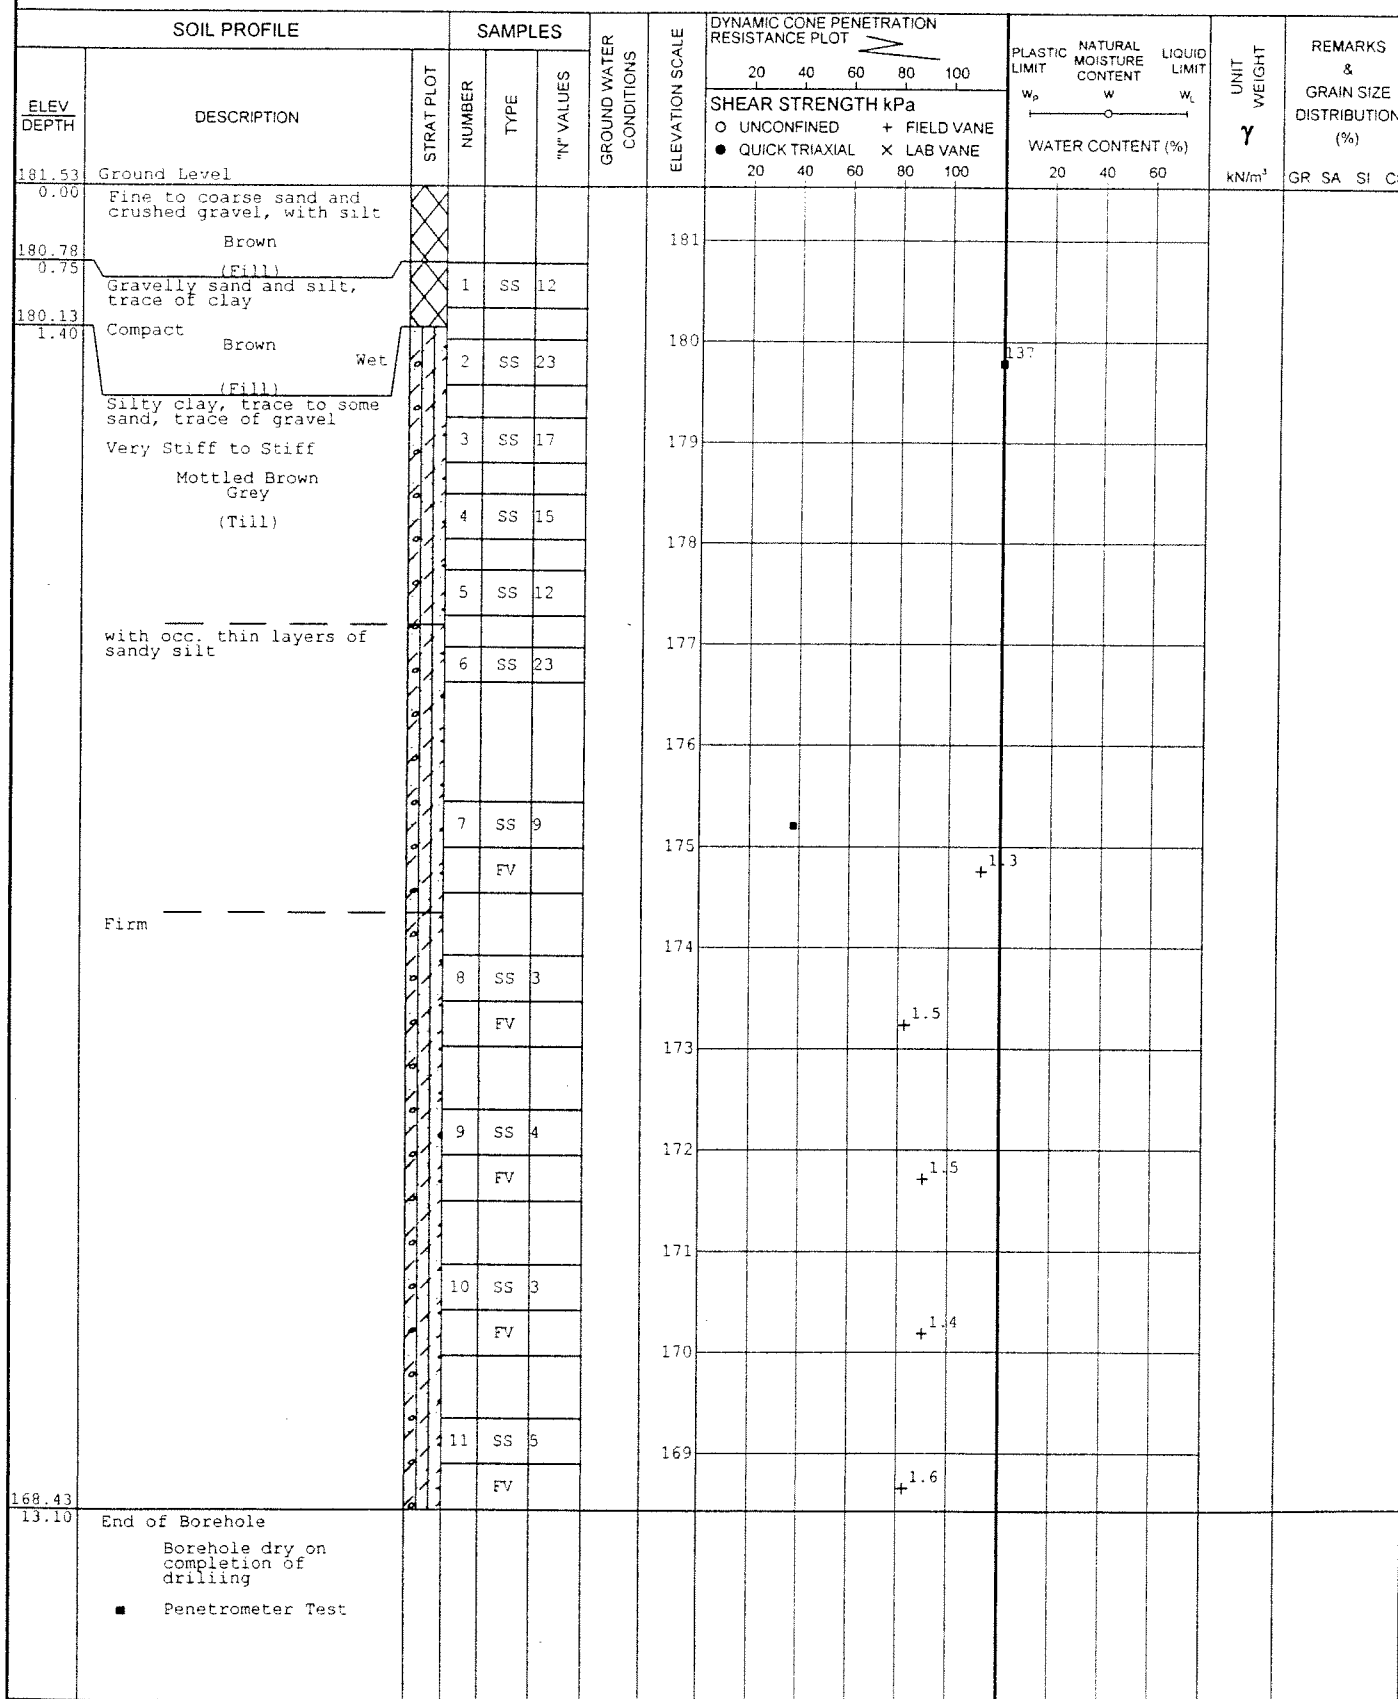 SOIL PROFILE
SAMPLES
GROUND WATER
CONDITIONS
ELEVATION SCALE
DYNAMIC CONE PENETRATION
RESISTANCE PLOT
20 40 60 80 100
SHEAR STRENGTH kPa
O UNCONFINED + FIELD VANE
● QUICK TRIAXIAL × LAB VANE
20 40 60 80 100
PLASTIC LIMIT
NATURAL MOISTURE CONTENT
LIQUID LIMIT
WP W WL
WATER CONTENT (%)
20 40 60
UNIT WEIGHT
γ
kN/m³
REMARKS
&
GRAIN SIZE
DISTRIBUTION
(%)
GR SA SI
ELEV
DEPTH
DESCRIPTION
STRAT PLOT
NUMBER
TYPE
"N" VALUES
181.53 Ground Level
0.00 Fine to coarse sand and
crushed gravel, with silt
Brown
181
180.78
(Fill)
0.75 Gravelly sand and silt,
trace of clay
1 SS 12
180.13
1.40 Compact
Brown
180
137
Wet
2 SS 23
(Fill)
Silty clay, trace to some
sand, trace of gravel
3 SS 17
179
Very Stiff to Stiff
Mottled Brown
Grey
(Till)
4 SS 15
178
5 SS 12
with occ. thin layers of
sandy silt
177
6 SS 23
176
7 SS 9
175
FV
1.3
Firm
174
8 SS 3
FV
1.5
173
9 SS 4
172
FV
1.5
171
10 SS 3
FV
1.4
170
11 SS 5
169
FV
1.6
168.43
13.10 End of Borehole
Borehole dry on
completion of
driliing
■ Penetrometer Test